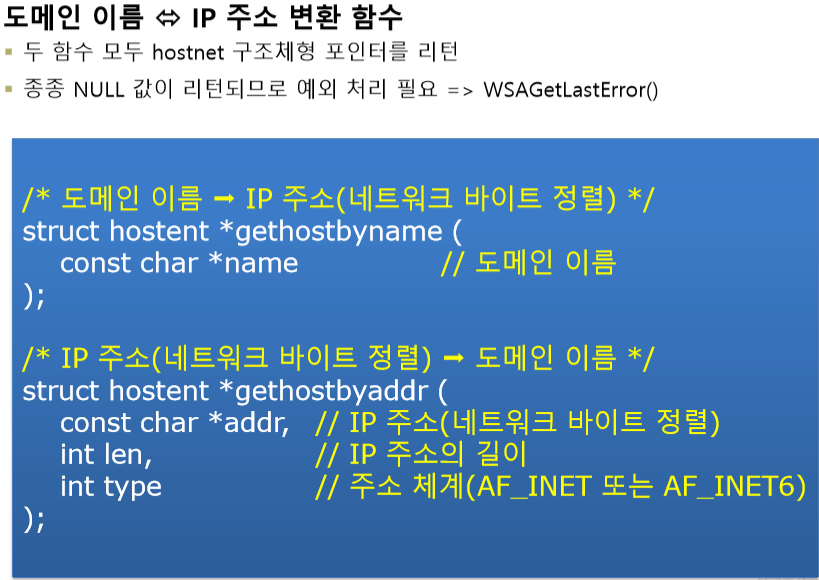 도메인 이름 ⇔ IP 주소 변환 함수
▪ 두 함수 모두 hostnet 구조체형 포인터를 리턴
▪ 종종 NULL 값이 리턴되므로 예외 처리 필요 => WSAGetLastError()
/* 도메인 이름 ➡ IP 주소(네트워크 바이트 정렬) */
struct hostent *gethostbyname (
const char *name // 도메인 이름
);
/* IP 주소(네트워크 바이트 정렬) ➡ 도메인 이름 */
struct hostent *gethostbyaddr (
const char *addr, // IP 주소(네트워크 바이트 정렬)
int len, // IP 주소의 길이
int type // 주소 체계(AF_INET 또는 AF_INET6)
);